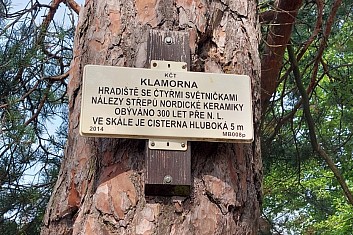 KČT
KLAMORNA
HRADIŠTĚ SE ČTYŘMI SVĚTNIČKAMI
NÁLEZY STŘEPŮ NORDICKÉ KERAMIKY
OBÝVÁNO 300 LET PŘE N. L.
VE SKÁLE JE CISTERNA HLUBOKÁ 5 m
2014 MB008p